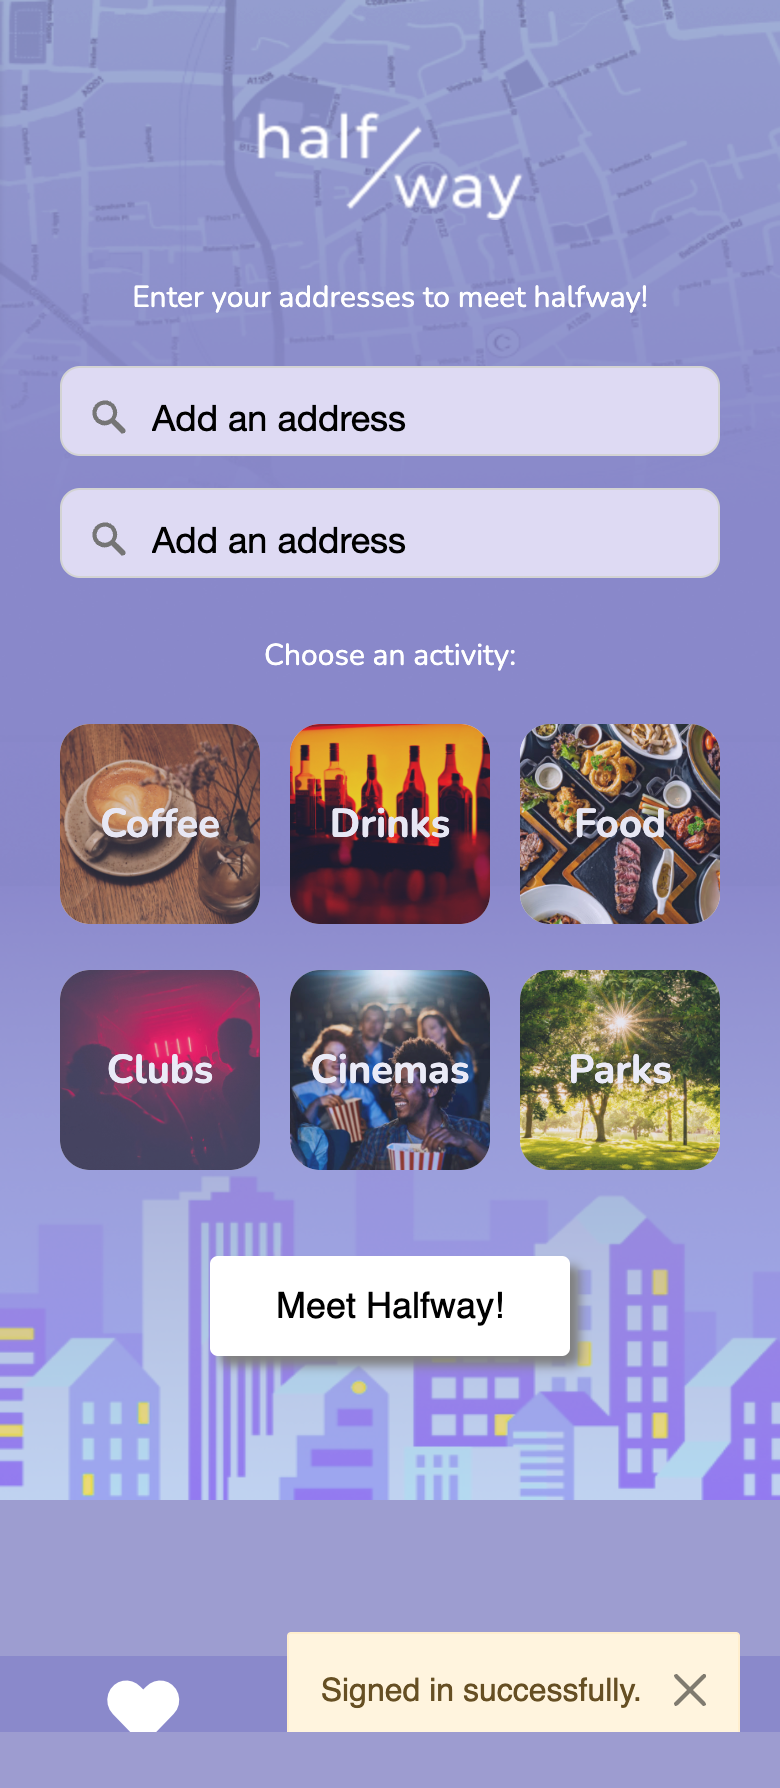 half
way
Enter your addresses to meet halfway!
Add an address
Add an address
Choose an activity:
Coffee
Drinks
Food
Clubs
Cinemas
Parks
Meet Halfway!
Signed in successfully.